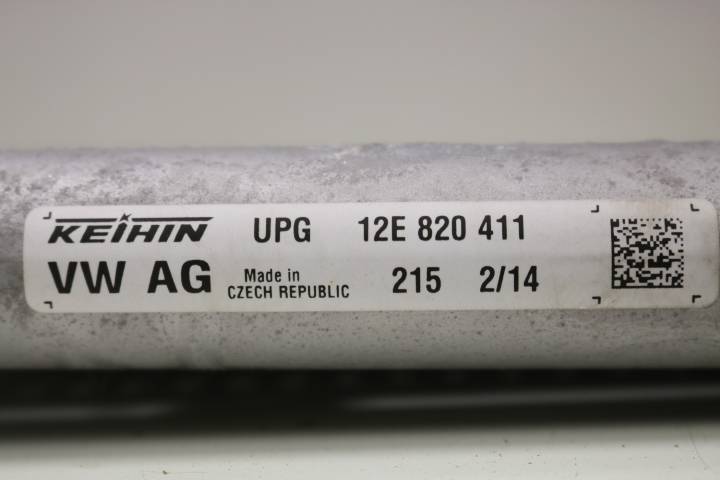 KEIHIN UPG 12E 820 411
VW AG Made in CZECH REPUBLIC 215 2/14